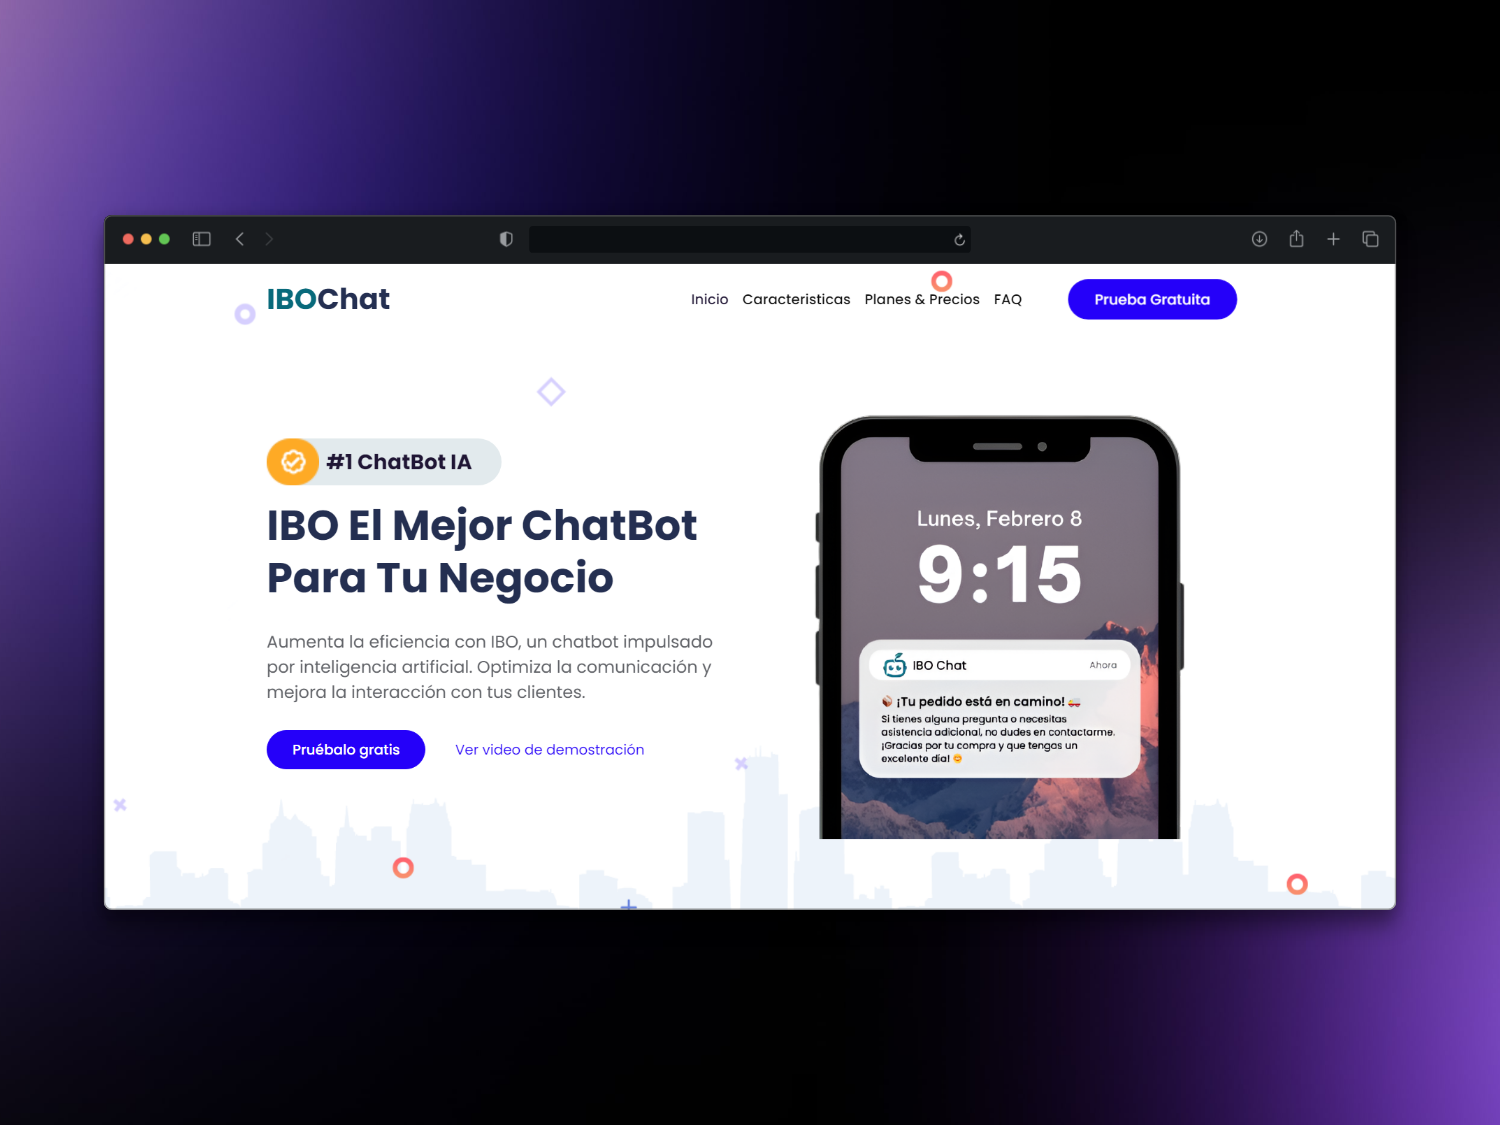 IBOChat
Inicio Caracteristicas Planes & Precios FAQ
Prueba Gratuita
#1 ChatBot IA
IBO El Mejor ChatBot
Para Tu Negocio
Aumenta la eficiencia con IBO, un chatbot impulsado
por inteligencia artificial. Optimiza la comunicación y
mejora la interacción con tus clientes.
Pruébalo gratis
Ver video de demostración
Lunes, Febrero 8
9:15
IBO Chat
Ahora
📦 ¡Tu pedido está en camino! 🚚
Si tienes alguna pregunta o necesitas
asistencia adicional, no dudes en contactarme.
¡Gracias por tu compra y que tengas un
excelente día! 😊